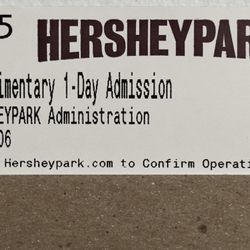 5 HERSHEYPARK
imentary 1-Day Admission
EYPARK Administration
06
Hersheypark.com to Confirm Operati